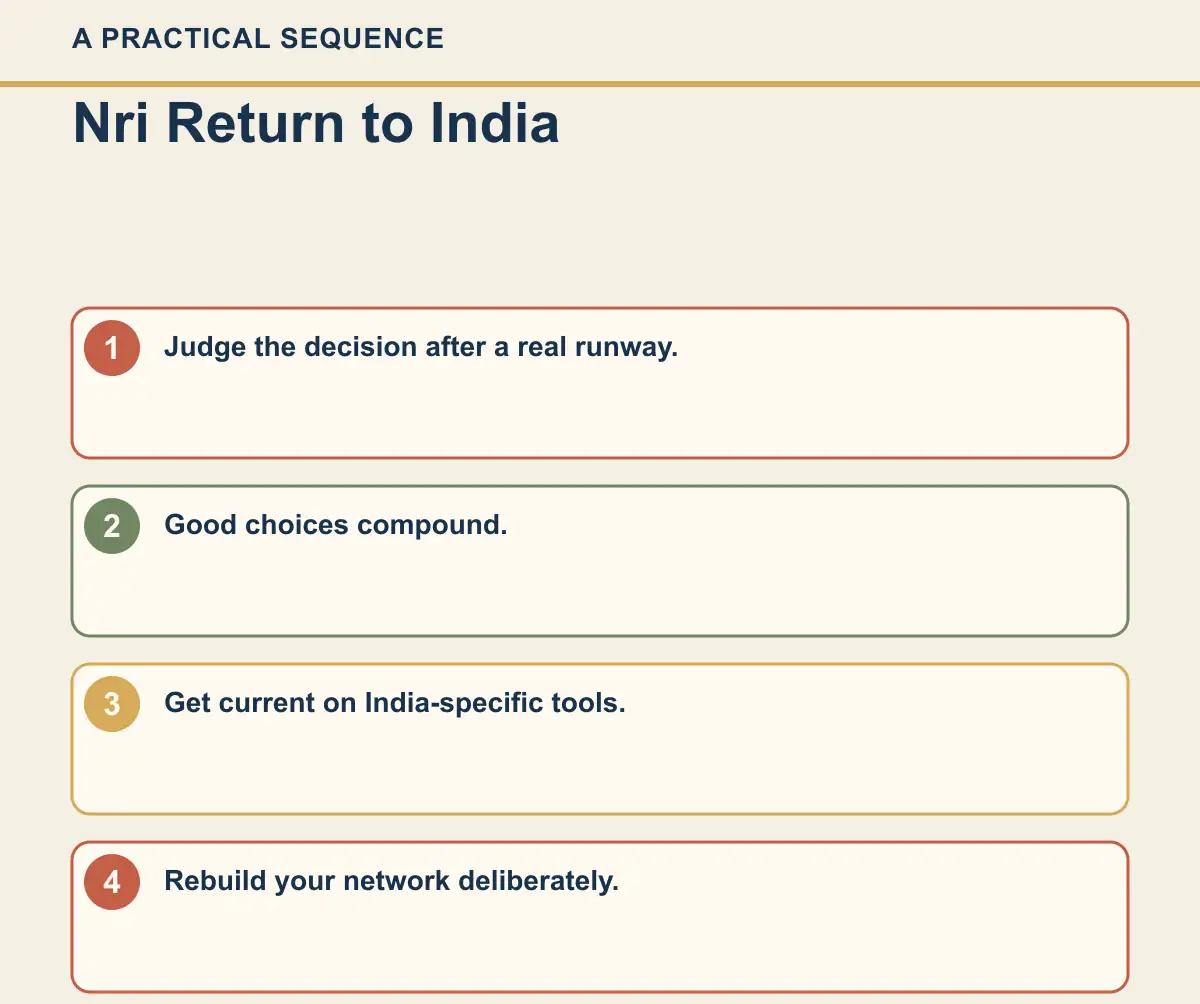 A PRACTICAL SEQUENCE
Nri Return to India
1 Judge the decision after a real runway.
2 Good choices compound.
3 Get current on India-specific tools.
4 Rebuild your network deliberately.